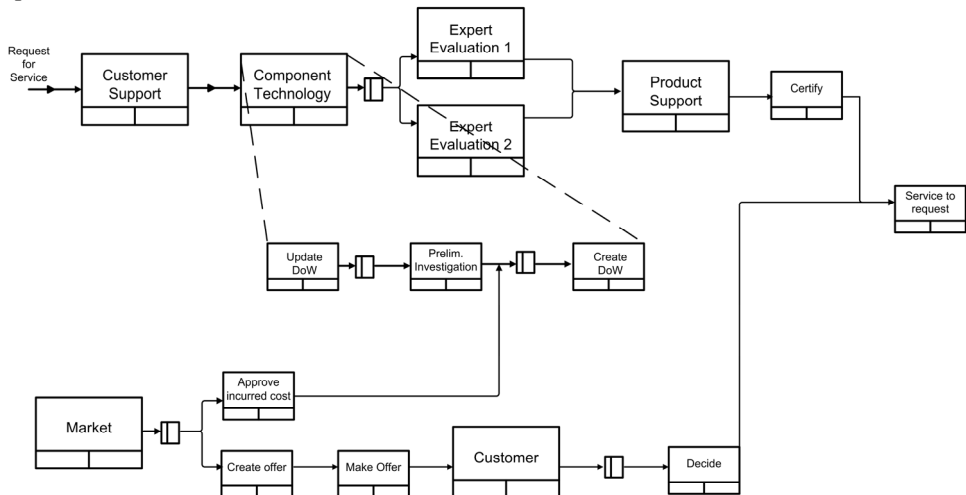 Request
for
Service
Customer
Support
Component
Technology
Expert
Evaluation 1
Expert
Evaluation 2
Product
Support
Certify
Service to
request
Update
DoW
Prelim.
Investigation
Create
DoW
Approve
incurred cost
Market
Create offer
Make Offer
Customer
Decide